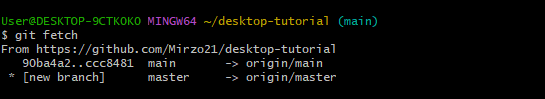 User@DESKTOP-9CTKOKO MINGW64 ~/desktop-tutorial (main)
$ git fetch
From https://github.com/Mirzo21/desktop-tutorial
   90ba4a2..ccc8481  main       -> origin/main
 * [new branch]      master     -> origin/master